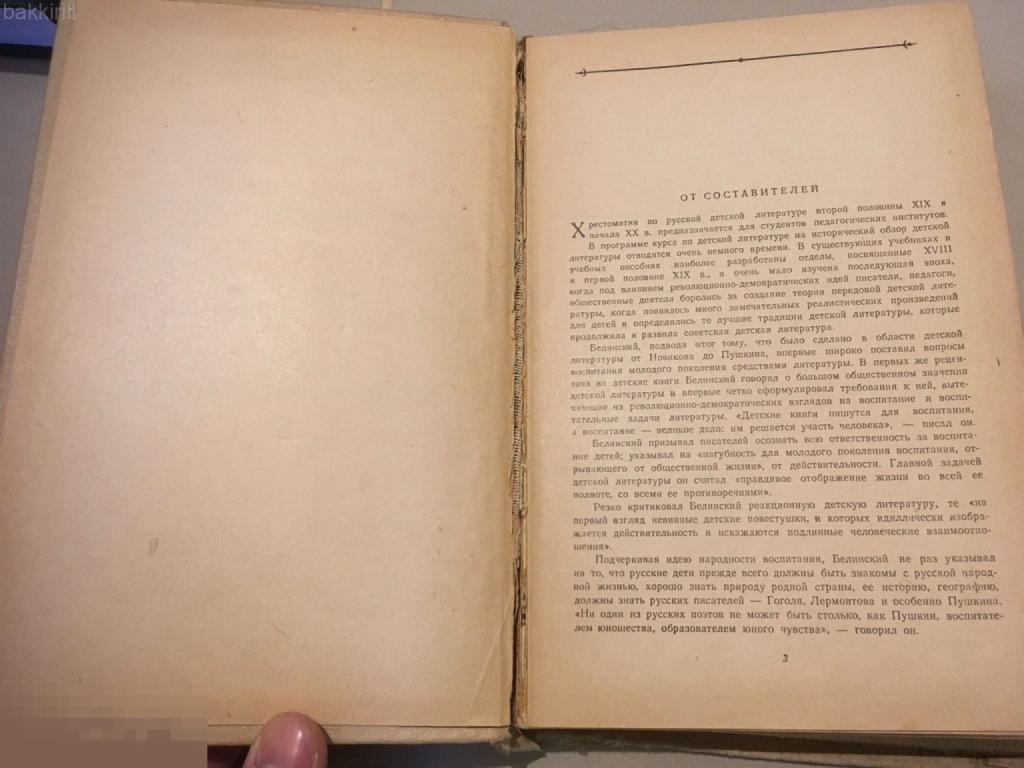 bakkirill
ОТ СОСТАВИТЕЛЕЙ
Хрестоматия по русской детской литературе второй половины XIX и
начала XX в. предназначается для студентов педагогических институтов.
В программе курса по детской литературе на исторический обзор детской
литературы отводится очень немного времени. В существующих учебниках и
учебных пособиях наиболее разработаны отделы, посвященные XVIII
и первой половине XIX в., и очень мало изучена последующая эпоха,
когда под влиянием революционно-демократических идей писатели, педагоги,
общественные деятели боролись за создание теории передовой детской лите-
ратуры, когда появилось много замечательных реалистических произведений
для детей и определились те лучшие традиции детской литературы, которые
продолжила и развила советская детская литература.
Белинский, подводя итог тому, что было сделано в области детской
литературы от Новикова до Пушкина, впервые широко поставил вопросы
воспитания молодого поколения средствами литературы. В первых же рецен-
зиях на детские книги Белинский говорил о большом общественном значении
детской литературы и впервые четко сформулировал требования к ней, выте-
кающие из революционно-демократических взглядов на воспитание и воспи-
тательные задачи литературы. «Детские книги пишутся для воспитания,
а воспитание — великое дело: им решается участь человека», — писал он.
Белинский призывал писателей осознать всю ответственность за воспита-
ние детей; указывал на «пагубность для молодого поколения воспитания, от-
рывающего от общественной жизни», от действительности. Главной задачей
детской литературы он считал «правдивое отображение жизни во всей ее
полноте, со всеми ее противоречиями».
Резко критиковал Белинский реакционную детскую литературу, те «на
первый взгляд невинные детские повестушки, в которых идиллически изобра-
жается действительность и искажаются подлинные человеческие взаимоотно-
шения».
Подчеркивая идею народности воспитания, Белинский не раз указывал
на то, что русские дети прежде всего должны быть знакомы с русской народ-
ной жизнью, хорошо знать природу родной страны, ее историю, географию,
должны знать русских писателей — Гоголя, Лермонтова и особенно Пушкина.
«Ни один из русских поэтов не может быть столько, как Пушкин, воспитате-
лем юношества, образователем юного чувства», — говорил он.
3